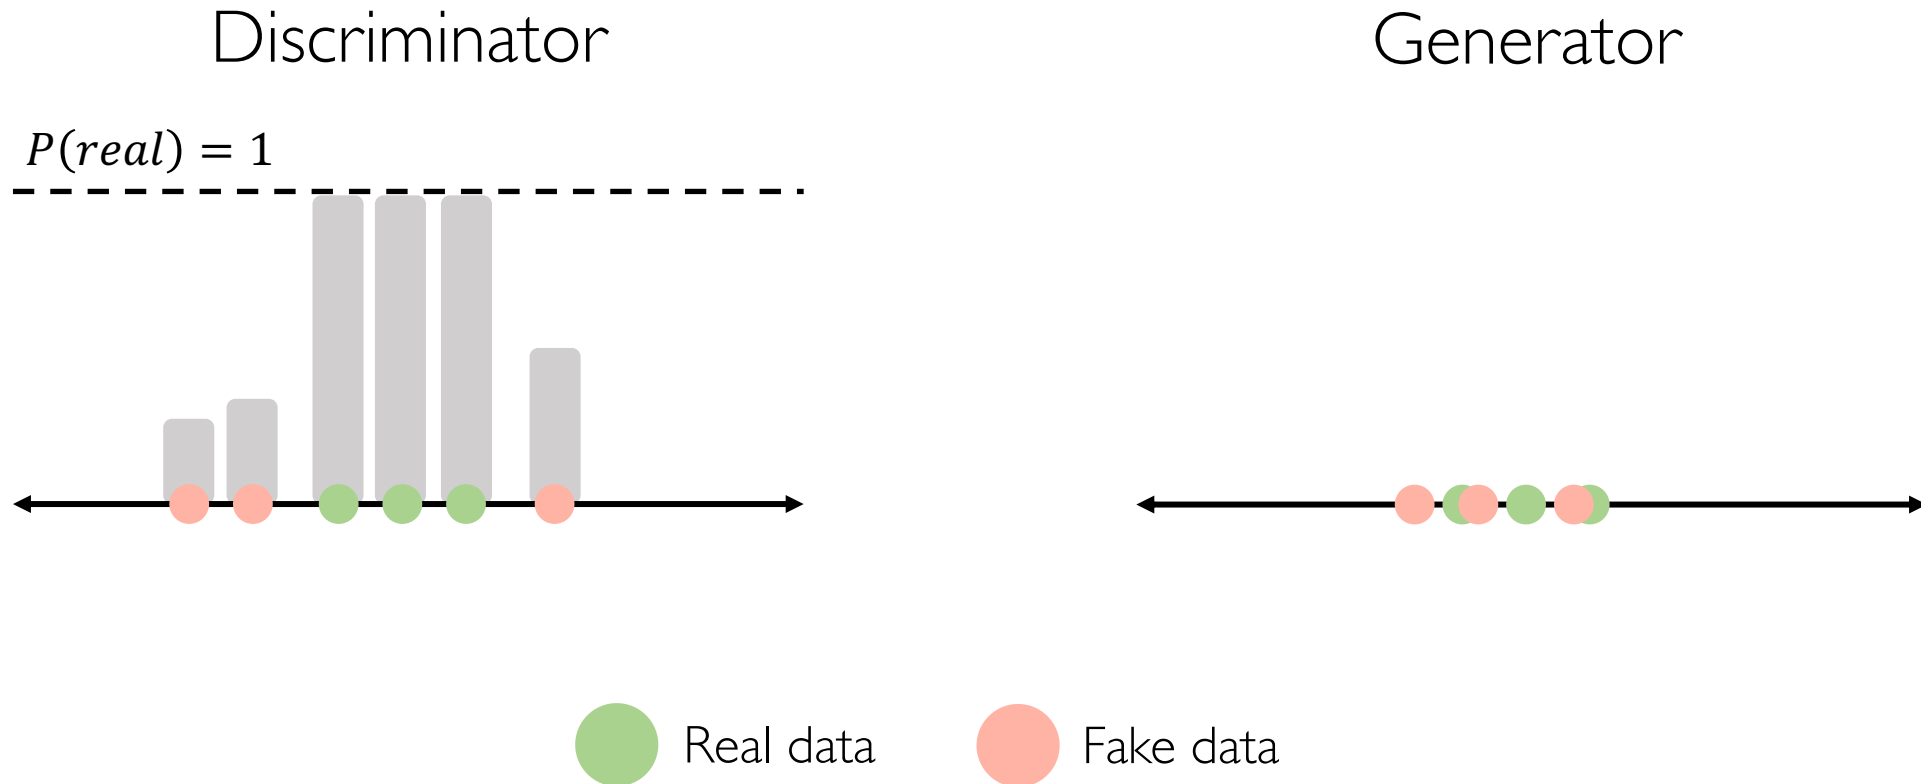 Discriminator
Generator
P(real) = 1
Real data
Fake data